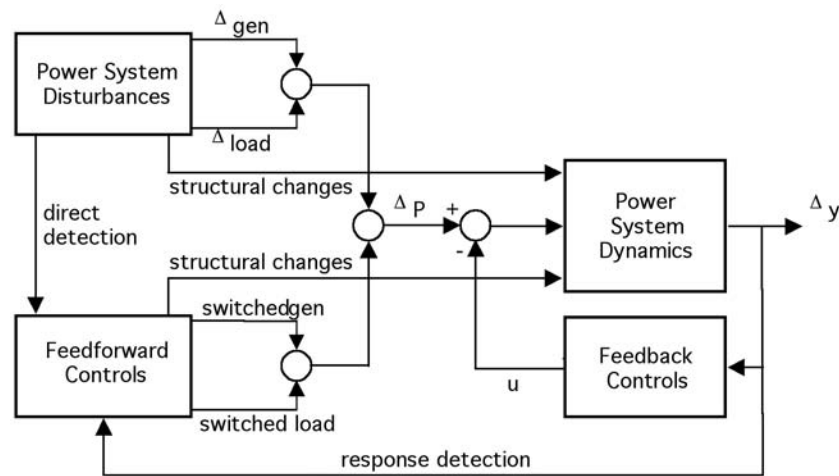 Δ gen
Power System
Disturbances
Δ load
structural changes
direct
detection
Δ P
+
-
Power
System
Dynamics
Δ y
structural changes
switchedgen
Feedforward
Controls
switched load
u
Feedback
Controls
response detection